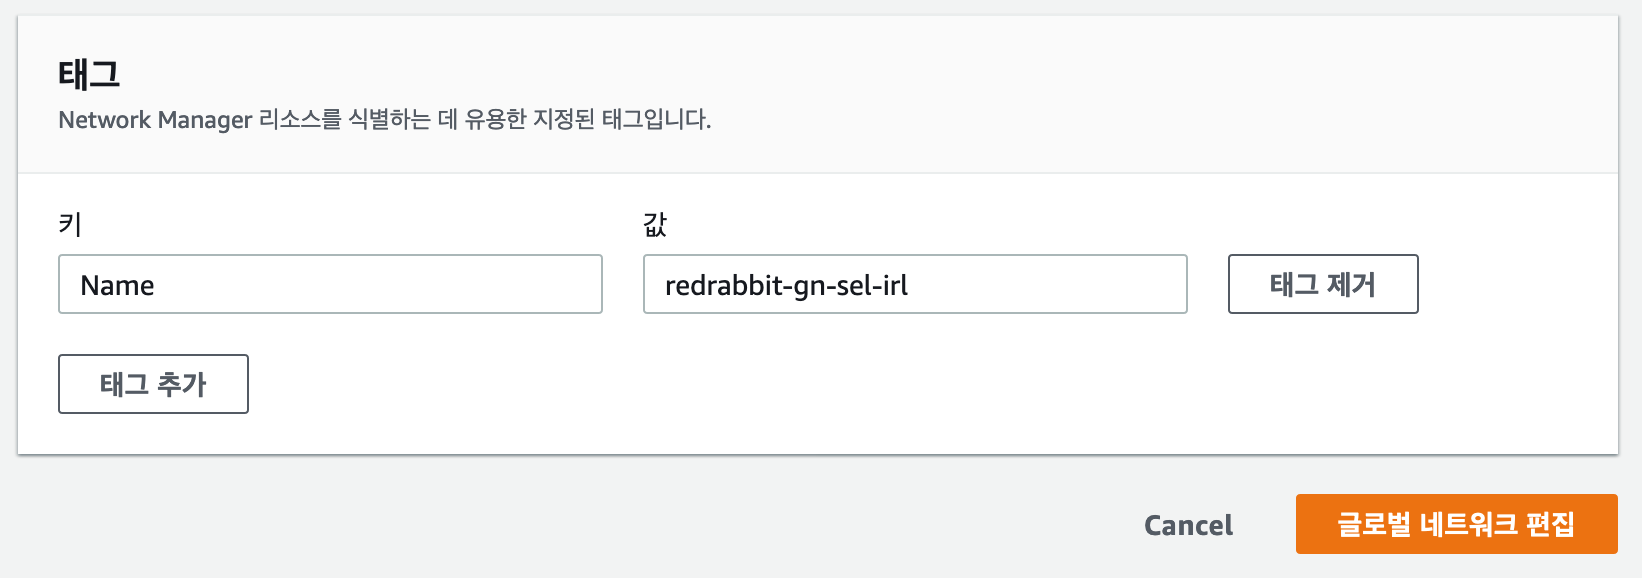 태그
Network Manager 리소스를 식별하는 데 유용한 지정된 태그입니다.
키 값
Name redrabbit-gn-sel-irl 태그 제거
태그 추가
Cancel 글로벌 네트워크 편집